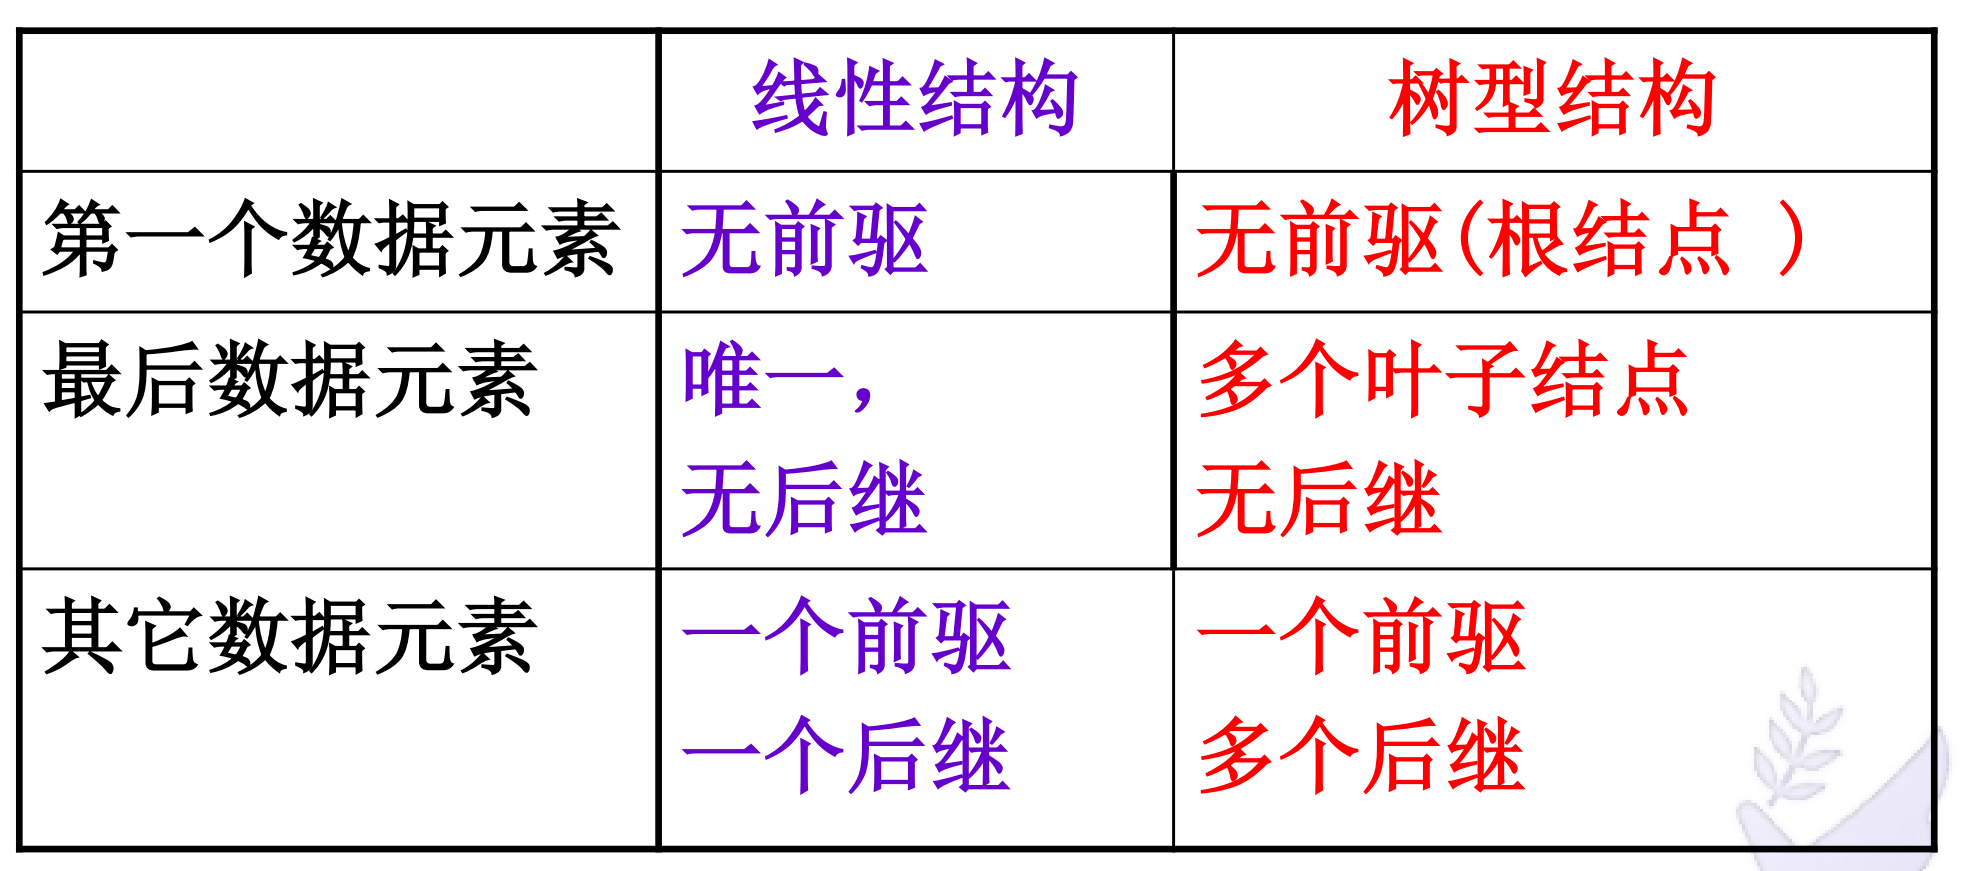 线性结构 树型结构
第一个数据元素 无前驱 无前驱(根结点 )
最后数据元素 唯一， 多个叶子结点
无后继 无后继
其它数据元素 一个前驱 一个前驱
一个后继 多个后继